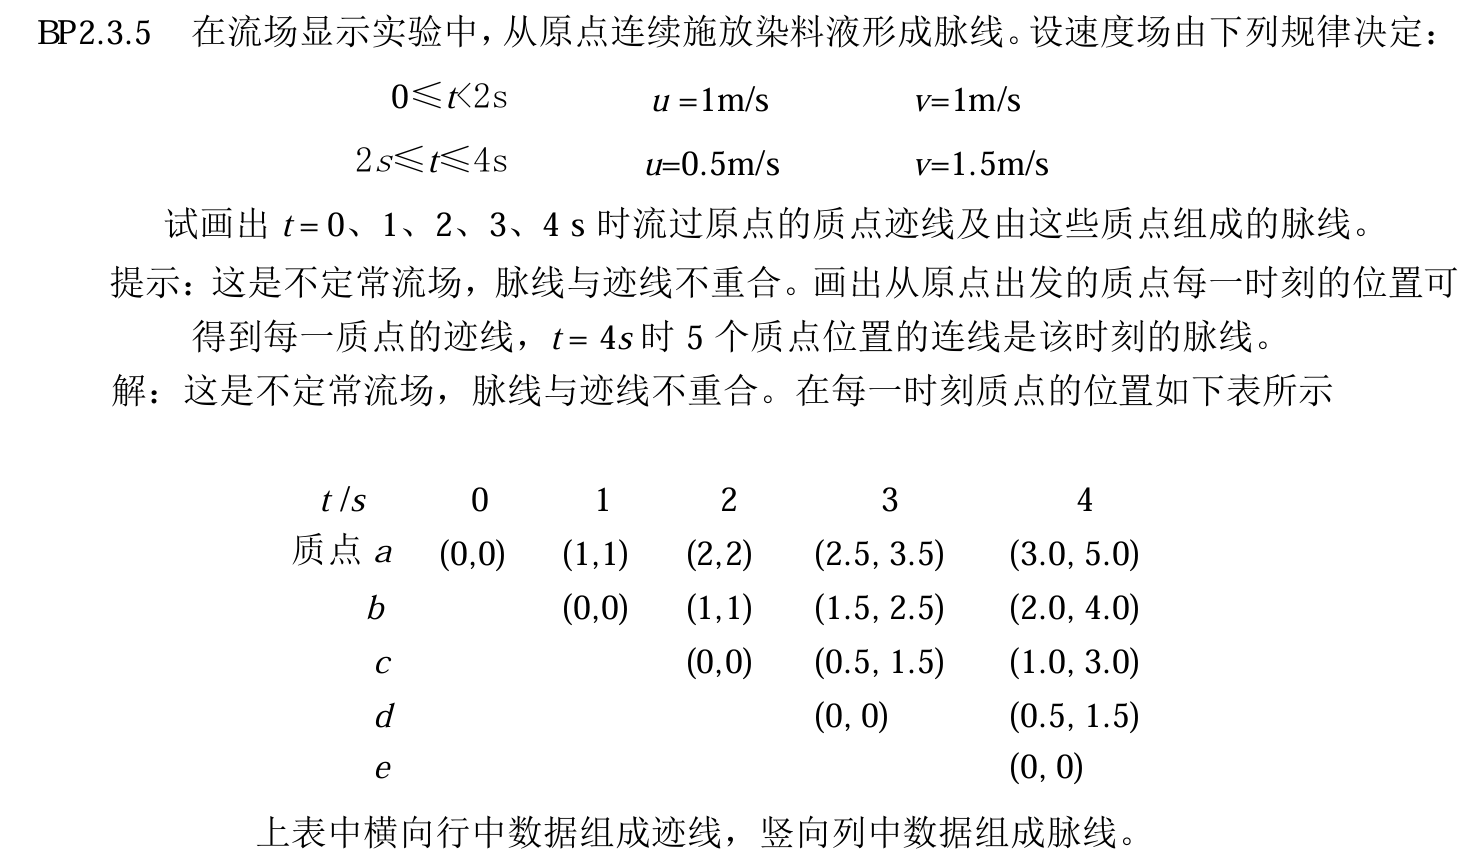 BP2.3.5 在流场显示实验中，从原点连续施放染料液形成脉线。设速度场由下列规律决定：
0≤t<2s u =1m/s v=1m/s
2s≤t≤4s u=0.5m/s v=1.5m/s
试画出 t = 0、1、2、3、4 s 时流过原点的质点迹线及由这些质点组成的脉线。
提示：这是不定常流场，脉线与迹线不重合。画出从原点出发的质点每一时刻的位置可
得到每一质点的迹线，t = 4s 时 5 个质点位置的连线是该时刻的脉线。
解：这是不定常流场，脉线与迹线不重合。在每一时刻质点的位置如下表所示
t /s 0 1 2 3 4
质点 a (0,0) (1,1) (2,2) (2.5, 3.5) (3.0, 5.0)
b (0,0) (1,1) (1.5, 2.5) (2.0, 4.0)
c (0,0) (0.5, 1.5) (1.0, 3.0)
d (0, 0) (0.5, 1.5)
e (0, 0)
上表中横向行中数据组成迹线，竖向列中数据组成脉线。